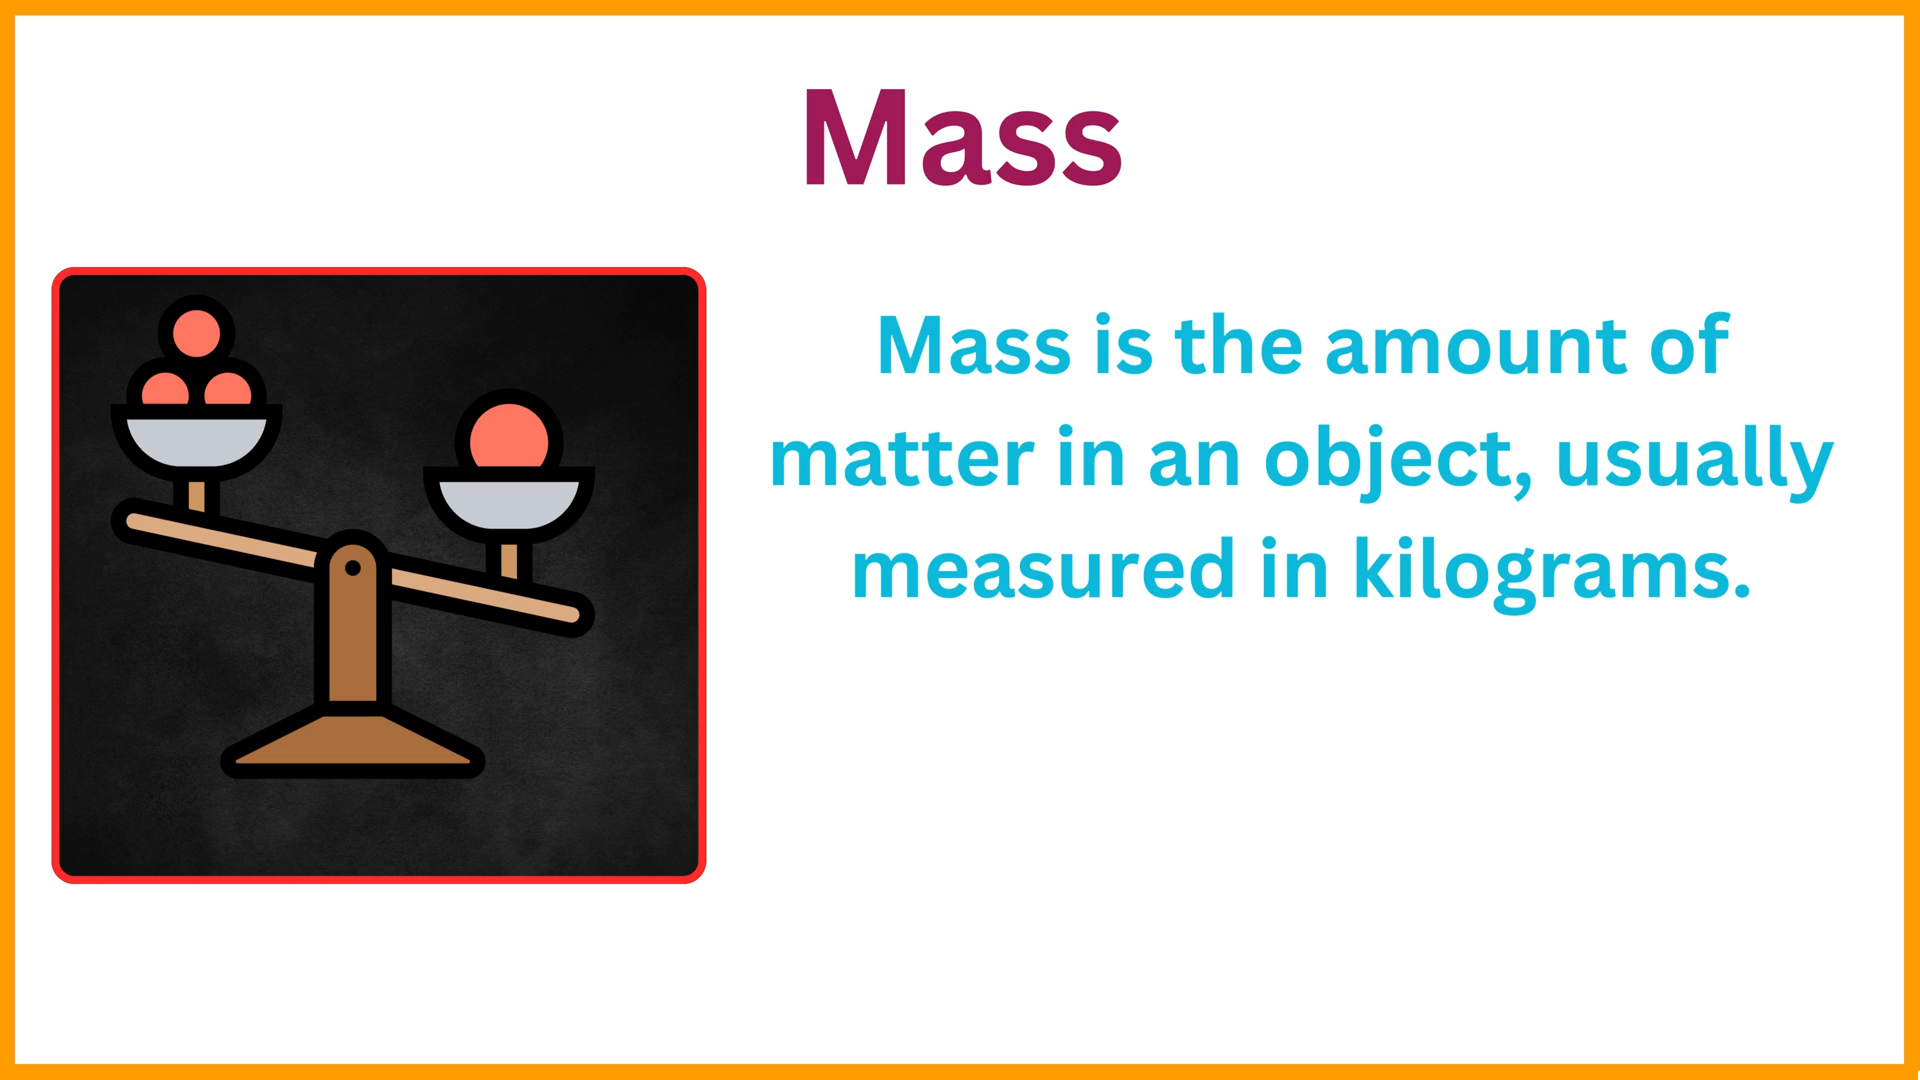 Mass
Mass is the amount of
matter in an object, usually
measured in kilograms.